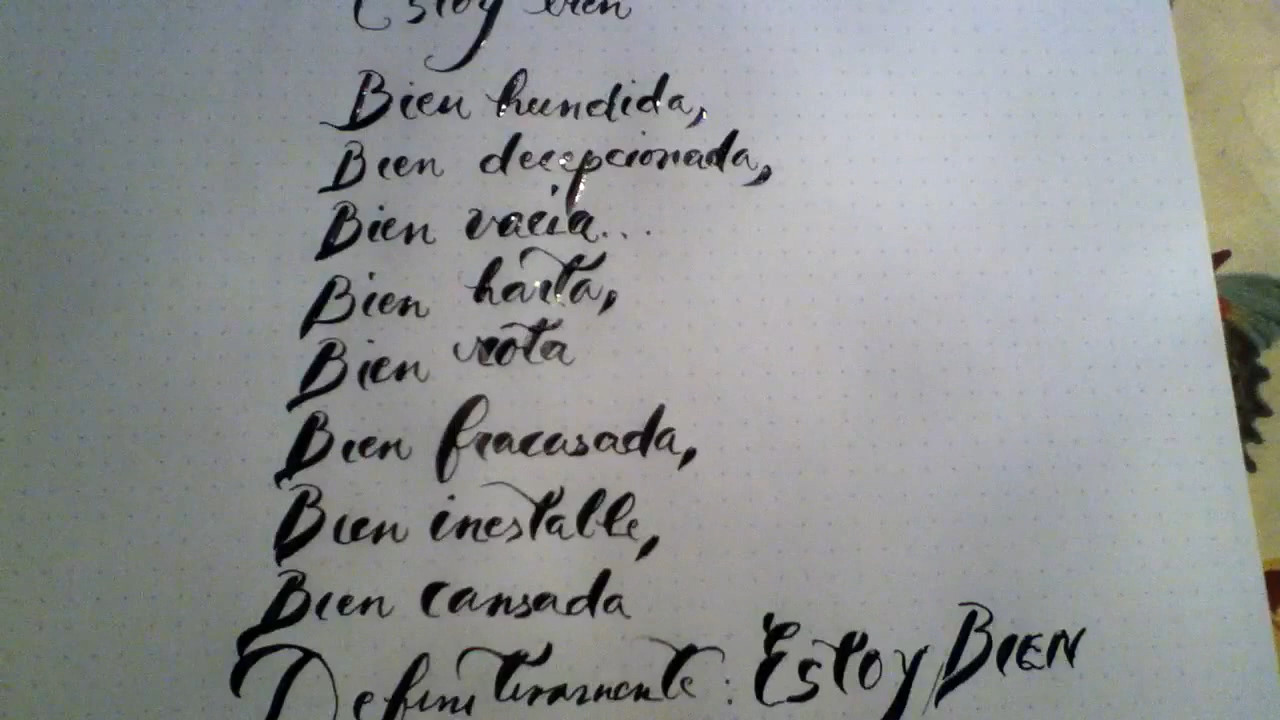 Estoy bien
Bien hundida,
Bien decepcionada,
Bien vacía...
Bien harta,
Bien rota
Bien fracasada,
Bien inestable,
Bien cansada
Definitivamente: Estoy BIEN